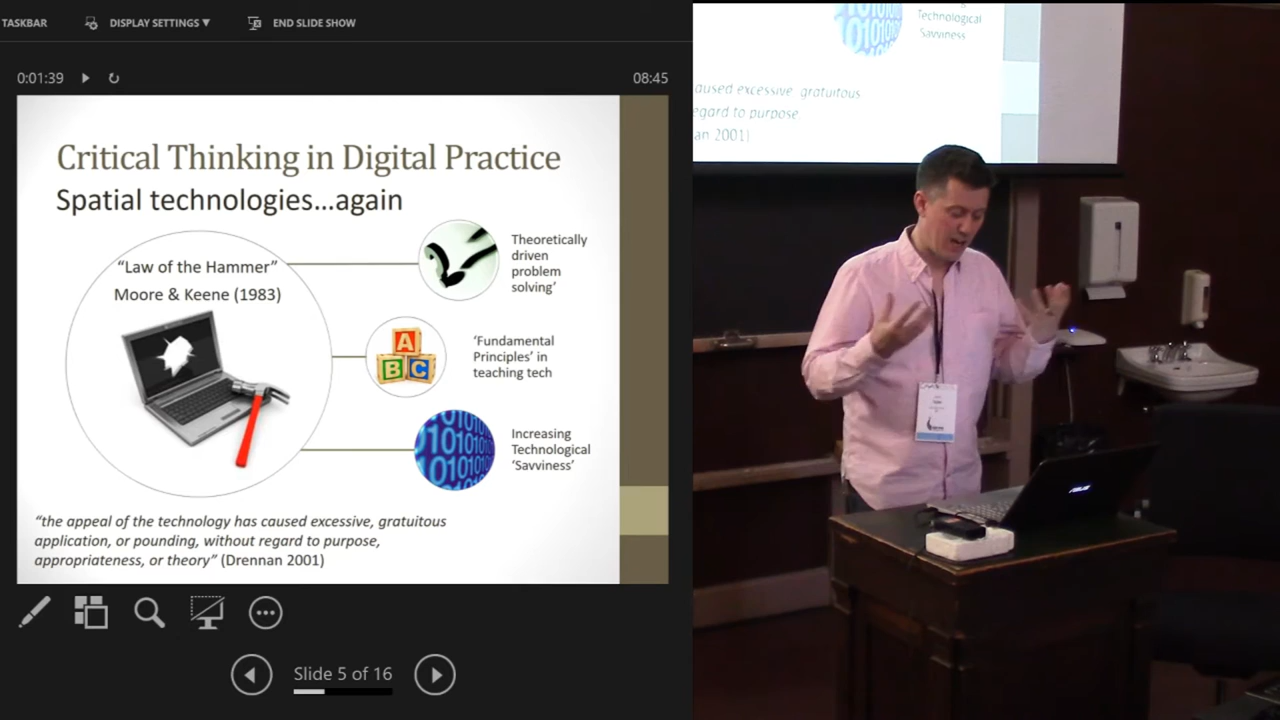 TASKBAR
DISPLAY SETTINGS ▼
END SLIDE SHOW
0:01:39
08:45
Critical Thinking in Digital Practice
Spatial technologies...again
“Law of the Hammer”
Moore & Keene (1983)
Theoretically
driven
problem
solving’
‘Fundamental
Principles’ in
teaching tech
A
B
C
Increasing
Technological
‘Savviness’
“the appeal of the technology has caused excessive, gratuitous
application, or pounding, without regard to purpose,
appropriateness, or theory” (Drennan 2001)
Slide 5 of 16
Technological
Savviness
aused excessive, gratuitous
egard to purpose
an 2001)
ASUS